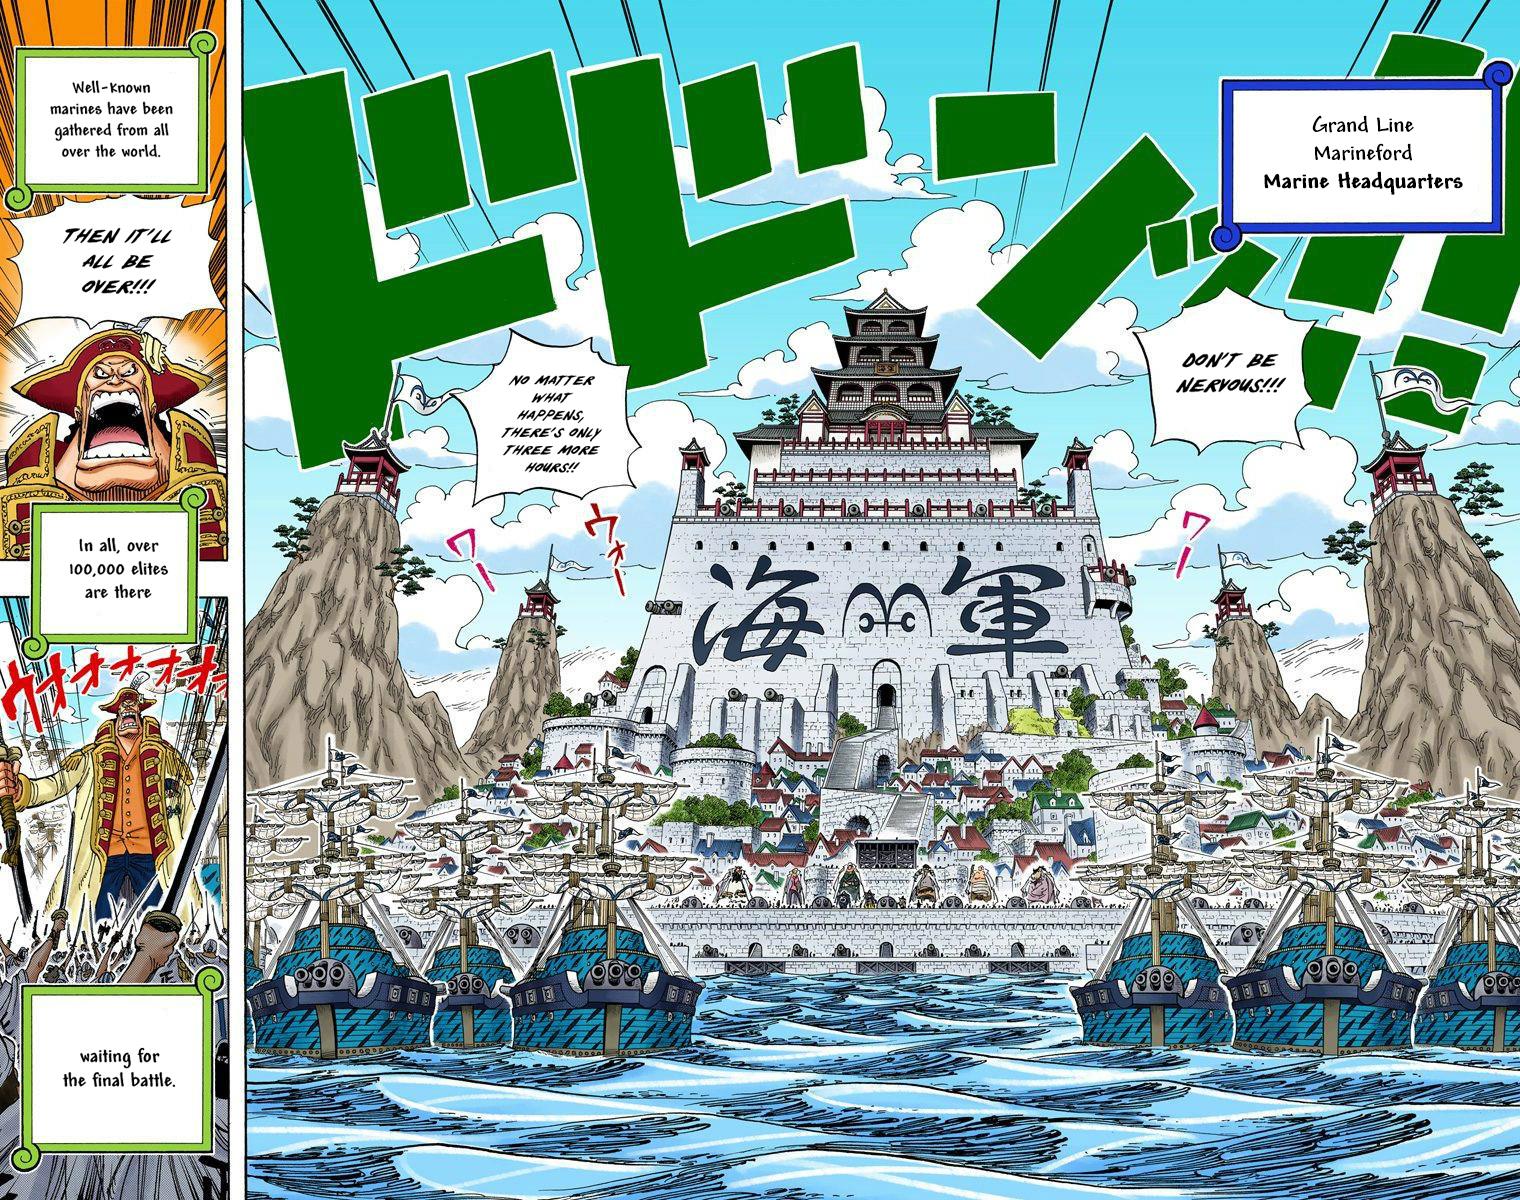 Well-Known
marines have been
gathered from all
over the world.
THEN IT'LL
ALL BE
OVER!!!
In all, over
100,000 elites
are there
ウオオオオオ
waiting for
the final battle.
ドドンッ!!
Grand Line
Marineford
Marine Headquarters
NO MATTER
WHAT
HAPPENS,
THERE'S ONLY
THREE MORE
HOURS!!
DON'T BE
NERVOUS!!!
ワー
ウォー
ワー
海軍